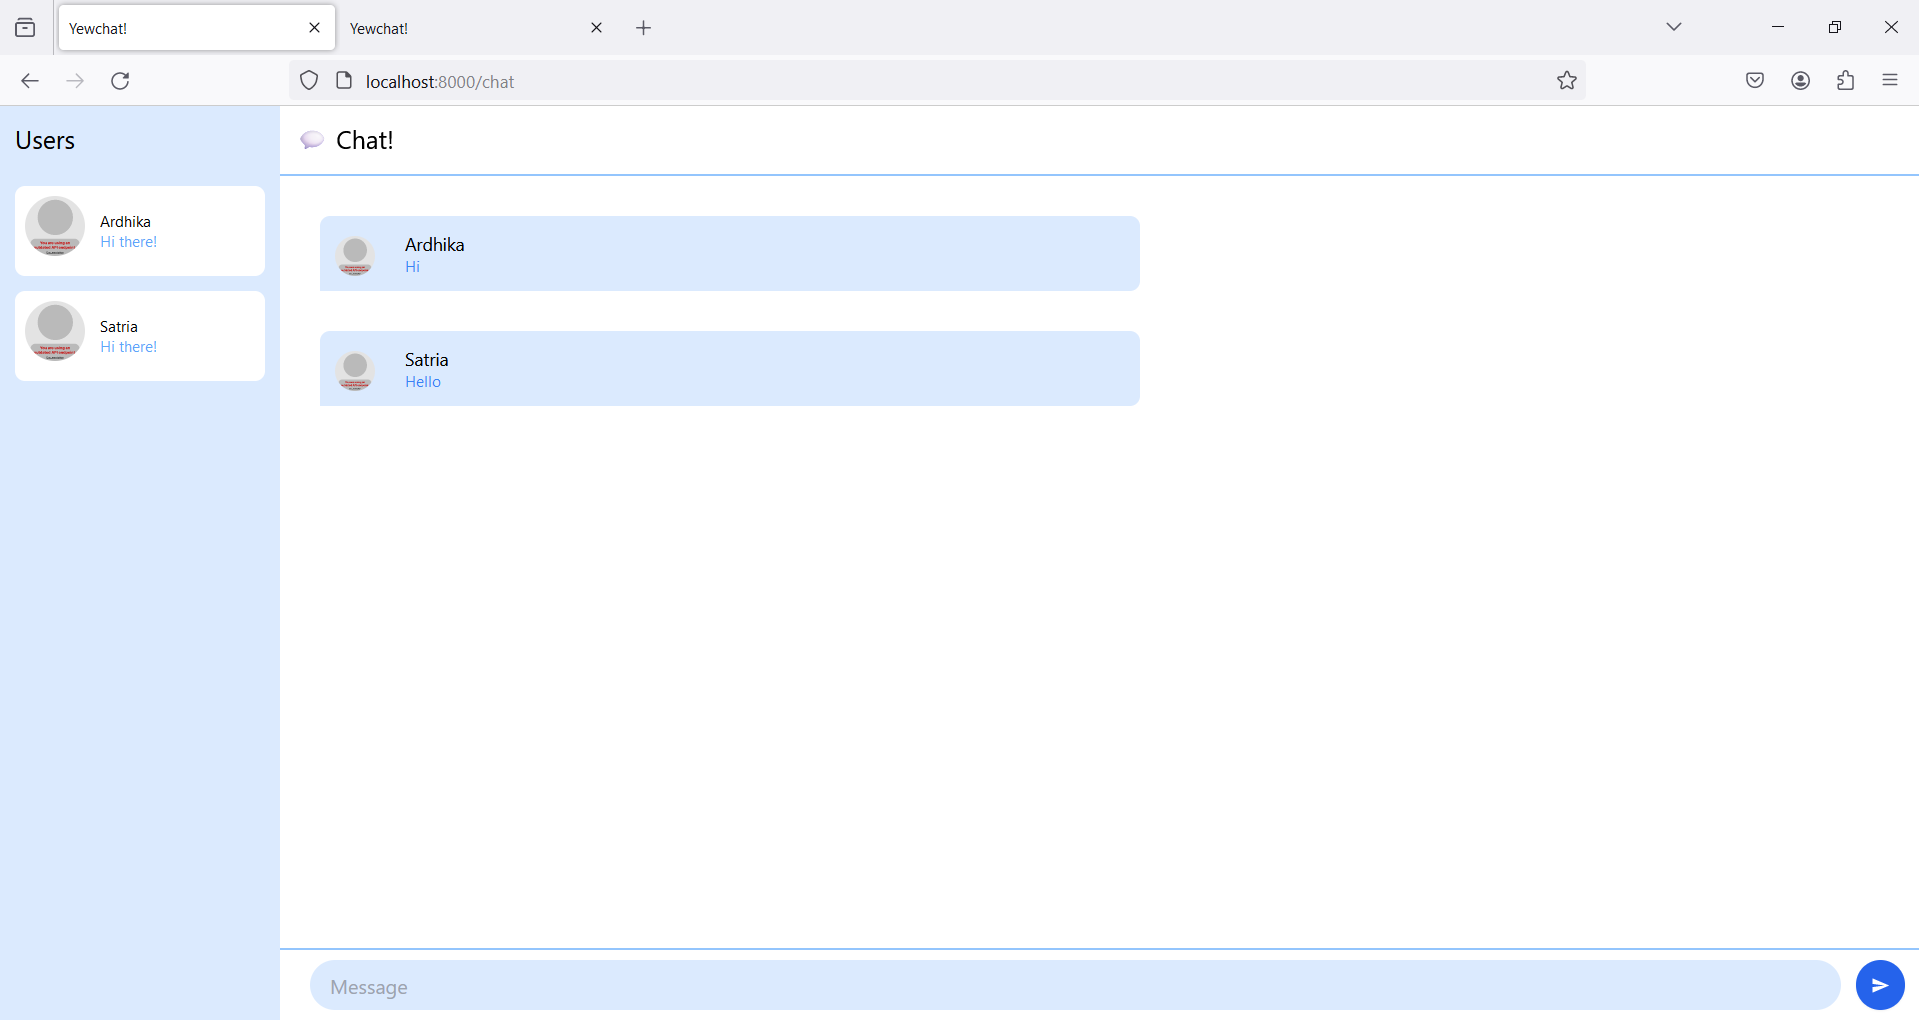 Yewchat!
Yewchat!
localhost:8000/chat
Users
Chat!
Ardhika
Hi there!
Satria
Hi there!
Ardhika
Hi
Satria
Hello
Message